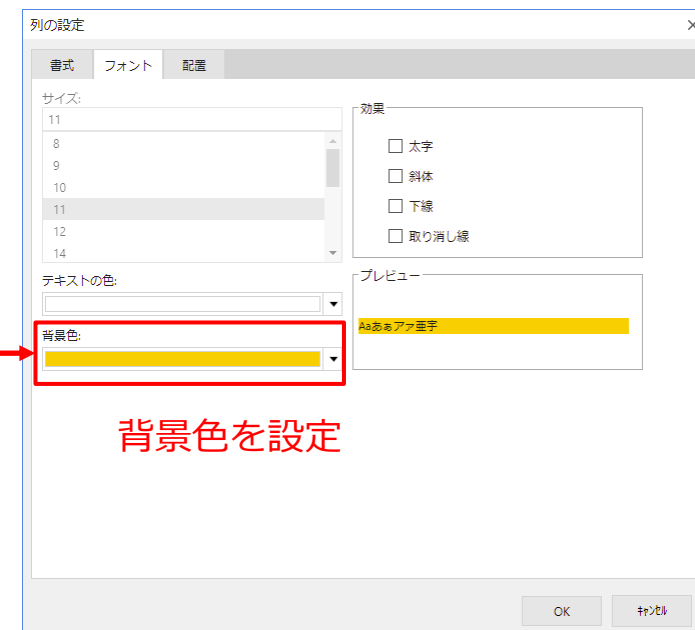 列の設定
書式 フォント 配置
サイズ:
11
8
9
10
11
12
14
効果
太字
斜体
下線
取り消し線
テキストの色:
背景色:
プレビュー
Aaあぁアァ亜宇
背景色を設定
OK ｷｬﾝｾﾙ